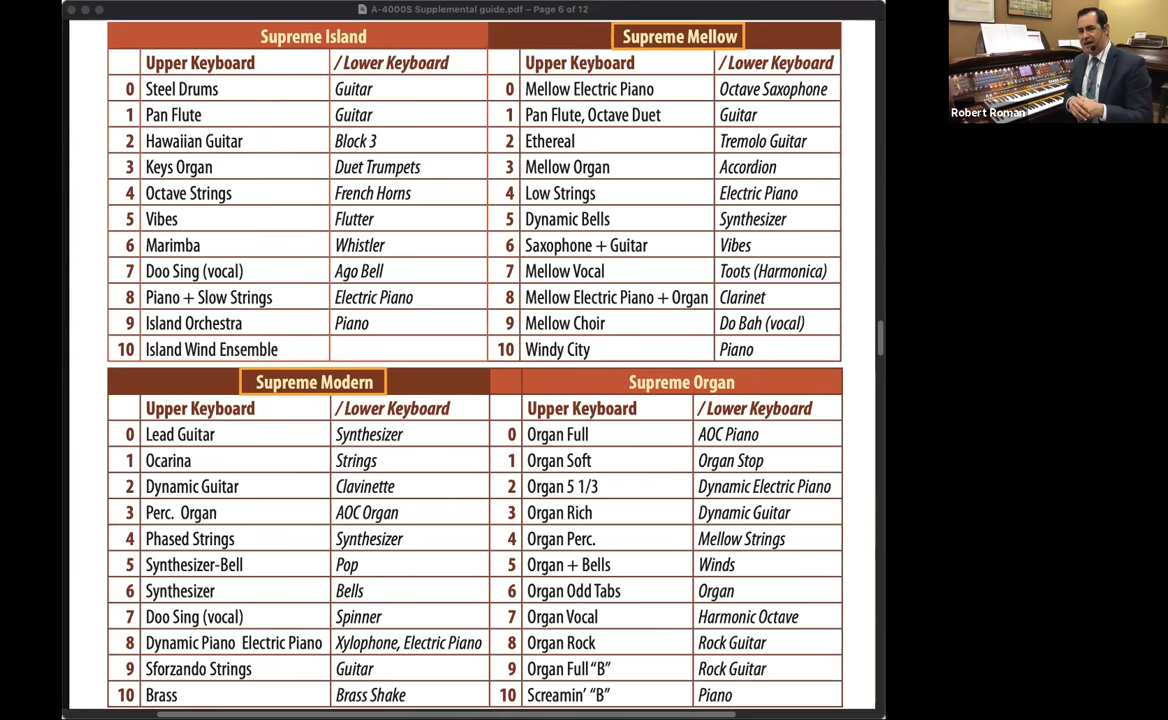 A-4000S Supplemental guide.pdf – Page 6 of 12
Supreme Island
Upper Keyboard / Lower Keyboard
0 Steel Drums Guitar
1 Pan Flute Guitar
2 Hawaiian Guitar Block 3
3 Keys Organ Duet Trumpets
4 Octave Strings French Horns
5 Vibes Flutter
6 Marimba Whistler
7 Doo Sing (vocal) Ago Bell
8 Piano + Slow Strings Electric Piano
9 Island Orchestra Piano
10 Island Wind Ensemble
Supreme Mellow
Upper Keyboard / Lower Keyboard
0 Mellow Electric Piano Octave Saxophone
1 Pan Flute, Octave Duet Guitar
2 Ethereal Tremolo Guitar
3 Mellow Organ Accordion
4 Low Strings Electric Piano
5 Dynamic Bells Synthesizer
6 Saxophone + Guitar Vibes
7 Mellow Vocal Toots (Harmonica)
8 Mellow Electric Piano + Organ Clarinet
9 Mellow Choir Do Bah (vocal)
10 Windy City Piano
Supreme Modern
Upper Keyboard / Lower Keyboard
0 Lead Guitar Synthesizer
1 Ocarina Strings
2 Dynamic Guitar Clavinette
3 Perc. Organ AOC Organ
4 Phased Strings Synthesizer
5 Synthesizer-Bell Pop
6 Synthesizer Bells
7 Doo Sing (vocal) Spinner
8 Dynamic Piano Electric Piano Xylophone, Electric Piano
9 Sforzando Strings Guitar
10 Brass Brass Shake
Supreme Organ
Upper Keyboard / Lower Keyboard
0 Organ Full AOC Piano
1 Organ Soft Organ Stop
2 Organ 5 1/3 Dynamic Electric Piano
3 Organ Rich Dynamic Guitar
4 Organ Perc. Mellow Strings
5 Organ + Bells Winds
6 Organ Odd Tabs Organ
7 Organ Vocal Harmonic Octave
8 Organ Rock Rock Guitar
9 Organ Full “B” Rock Guitar
10 Screamin’ “B” Piano
Robert Roman